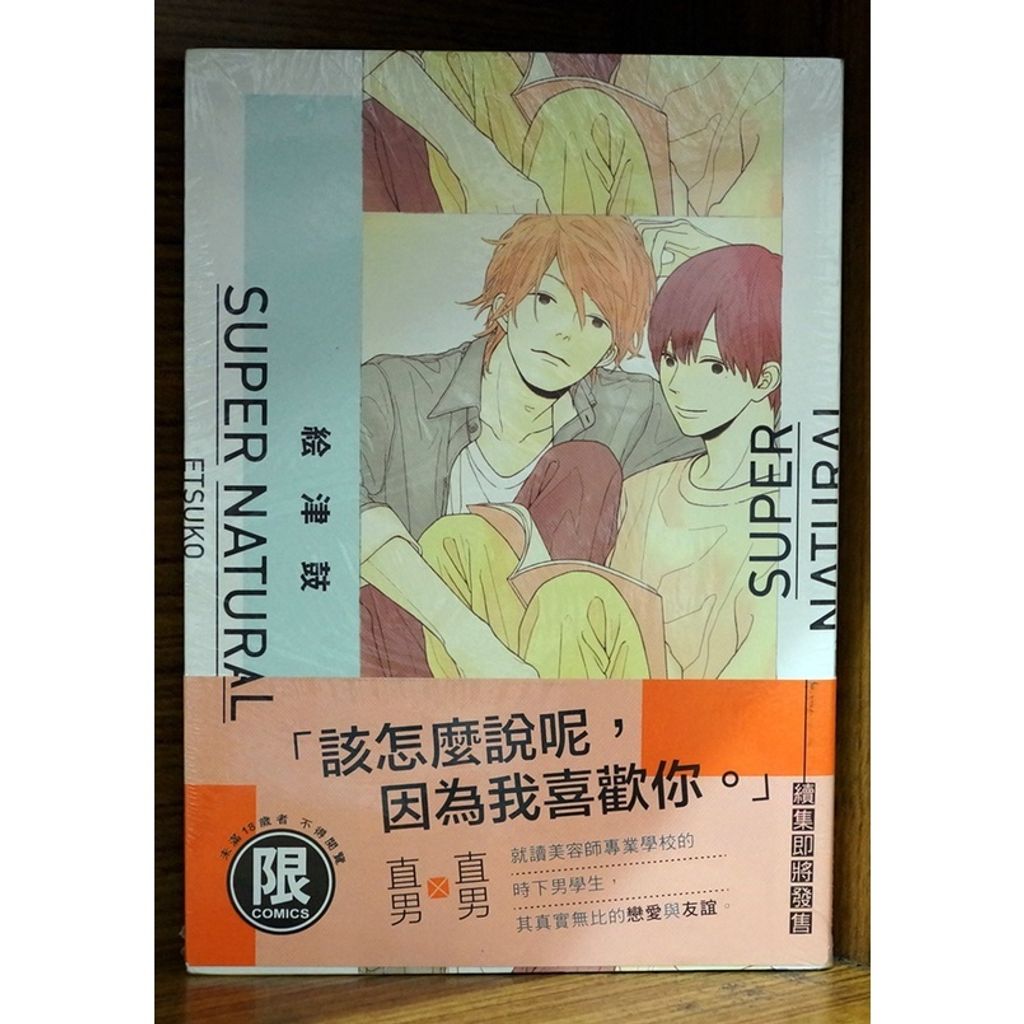 SUPER NATURAL
ETSUKO
絵津鼓
SUPER
NATURAL
「該怎麼說呢，
因為我喜歡你。」
直男×直男
就讀美容師專業學校的
時下男學生，
其真實無比的戀愛與友誼。
續集即將發售
未滿18歲者 不得閱覽
限
COMICS